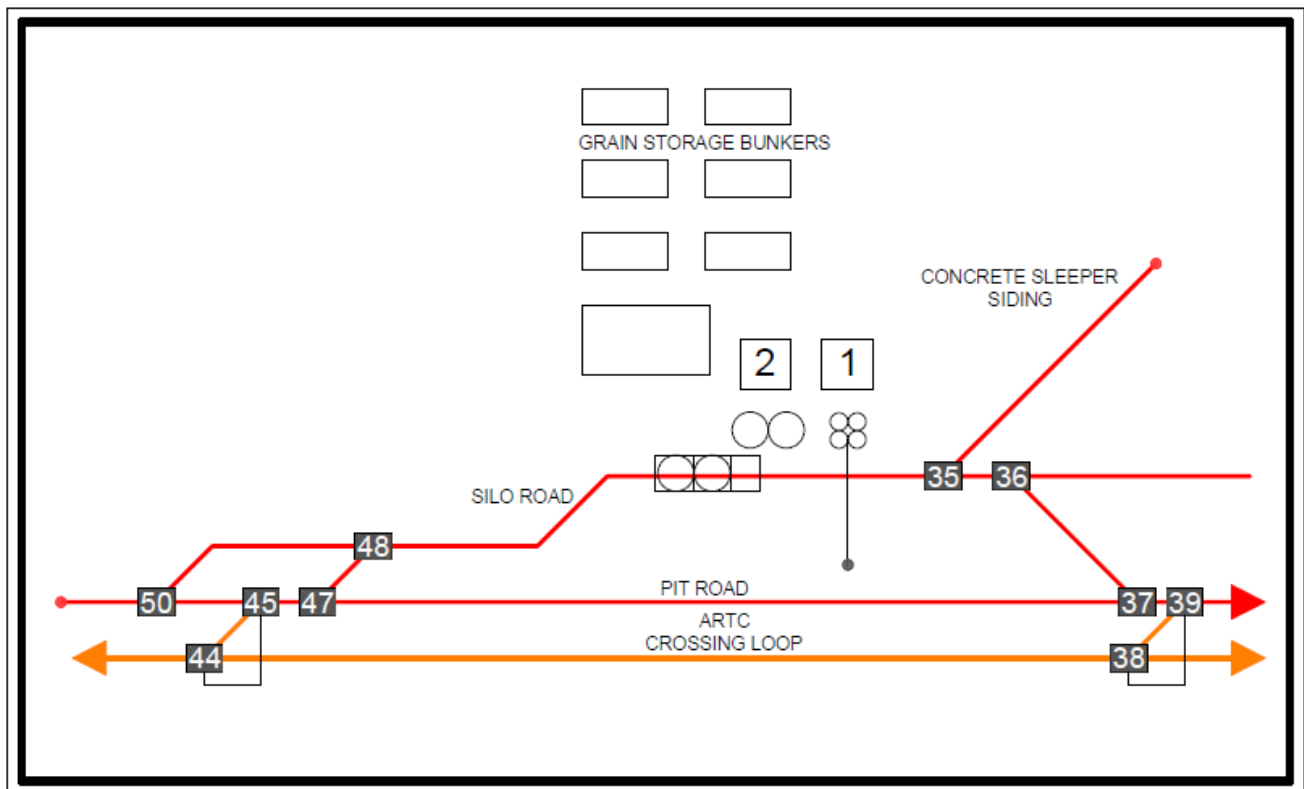 GRAIN STORAGE BUNKERS
CONCRETE SLEEPER
SIDING
2
1
35
36
SILO ROAD
48
PIT ROAD
50
45
47
37
39
ARTC
CROSSING LOOP
44
38